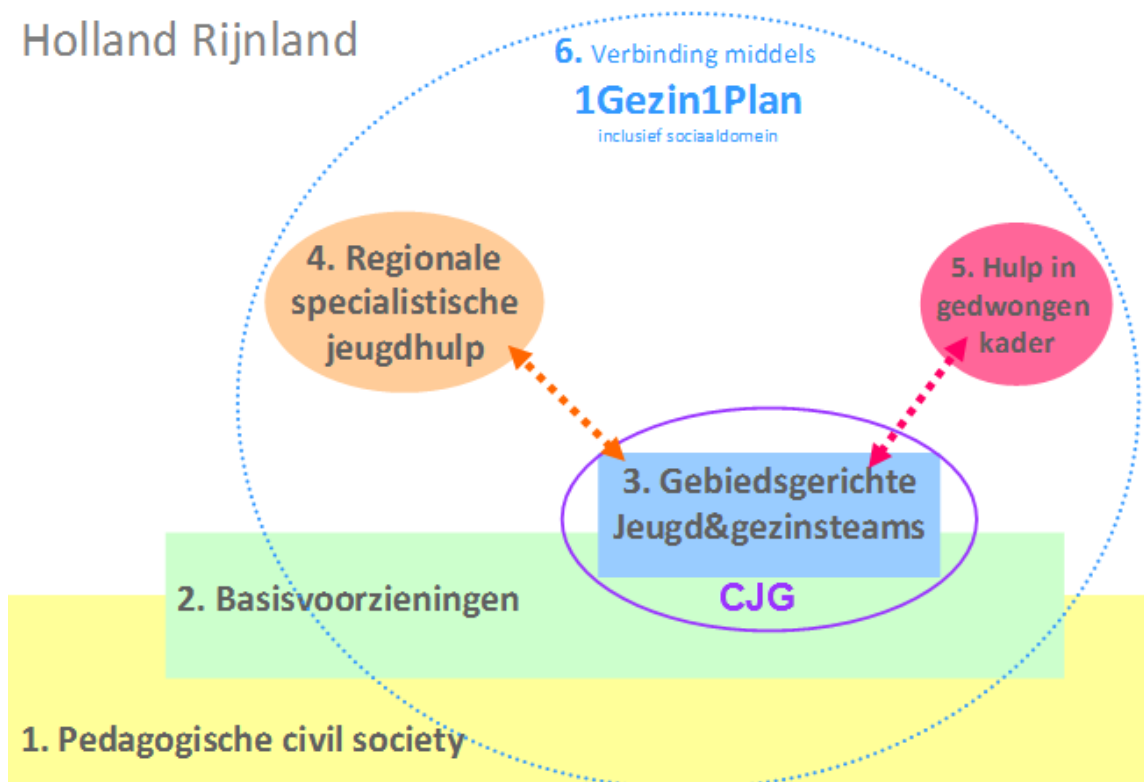 Holland Rijnland
6. Verbinding middels
1Gezin1Plan
inclusief sociaaldomein
4. Regionale
specialistische
jeugdhulp
5. Hulp in
gedwongen
kader
3. Gebiedsgerichte
Jeugd&gezinsteams
CJG
2. Basisvoorzieningen
1. Pedagogische civil society